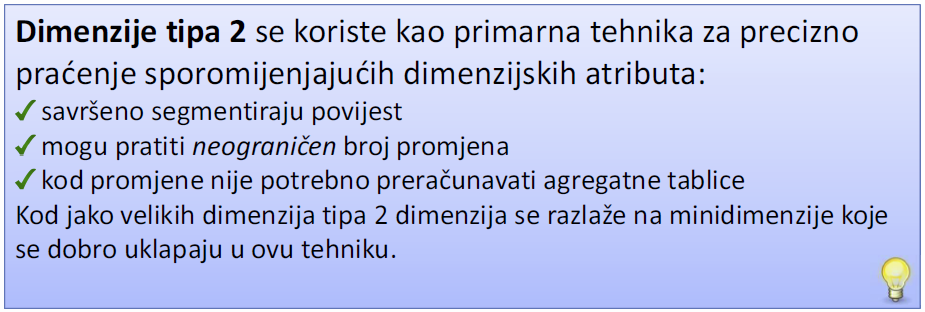 Dimenzije tipa 2 se koriste kao primarna tehnika za precizno
praćenje sporomijenjajućih dimenzijskih atributa:
✓ savršeno segmentiraju povijest
✓ mogu pratiti neograničen broj promjena
✓ kod promjene nije potrebno preračunavati agregatne tablice
Kod jako velikih dimenzija tipa 2 dimenzija se razlaže na minidimenzije koje
se dobro uklapaju u ovu tehniku.